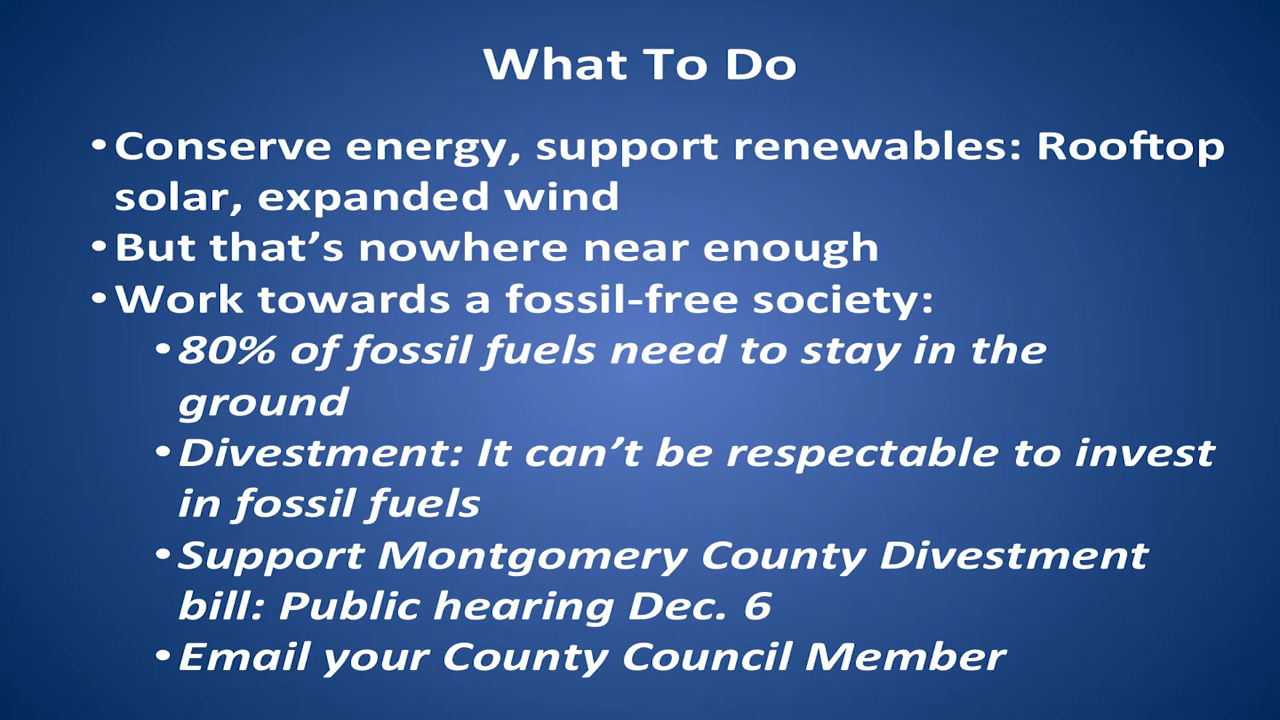 What To Do
•Conserve energy, support renewables: Rooftop
solar, expanded wind
•But that’s nowhere near enough
•Work towards a fossil-free society:
•80% of fossil fuels need to stay in the
ground
•Divestment: It can’t be respectable to invest
in fossil fuels
•Support Montgomery County Divestment
bill: Public hearing Dec. 6
•Email your County Council Member